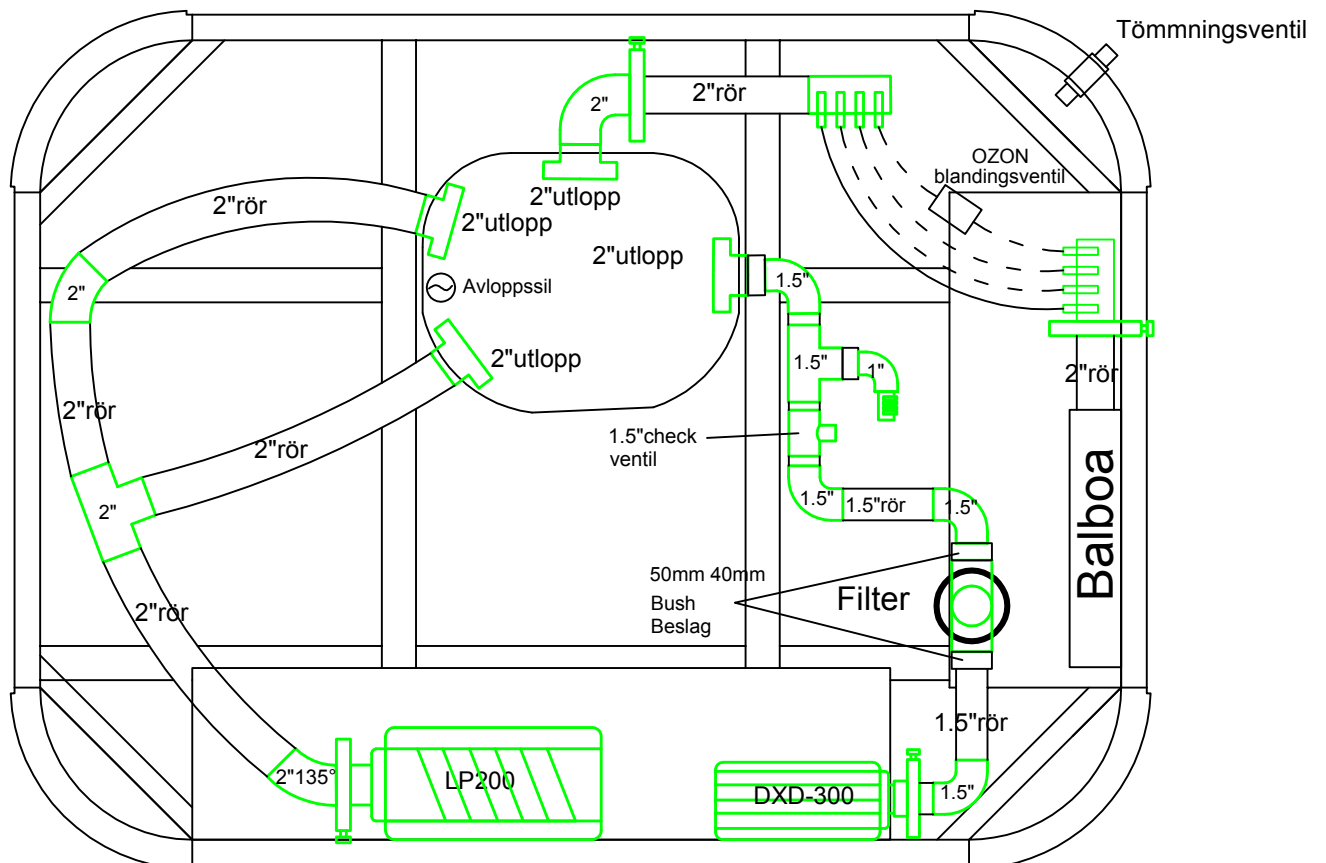 Tömmningsventil
2"rör
2"
OZON
blandingsventil
2"utlopp
2"rör
2"utlopp
2"utlopp
1.5"
2"
Avloppssil
2"utlopp
1.5"
1"
2"rör
2"rör
2"rör
1.5"check
ventil
Balboa
2"
1.5"
1.5"rör
1.5"
50mm 40mm
Bush
Beslag
Filter
2"rör
1.5"rör
2"135°
LP200
DXD-300
1.5"